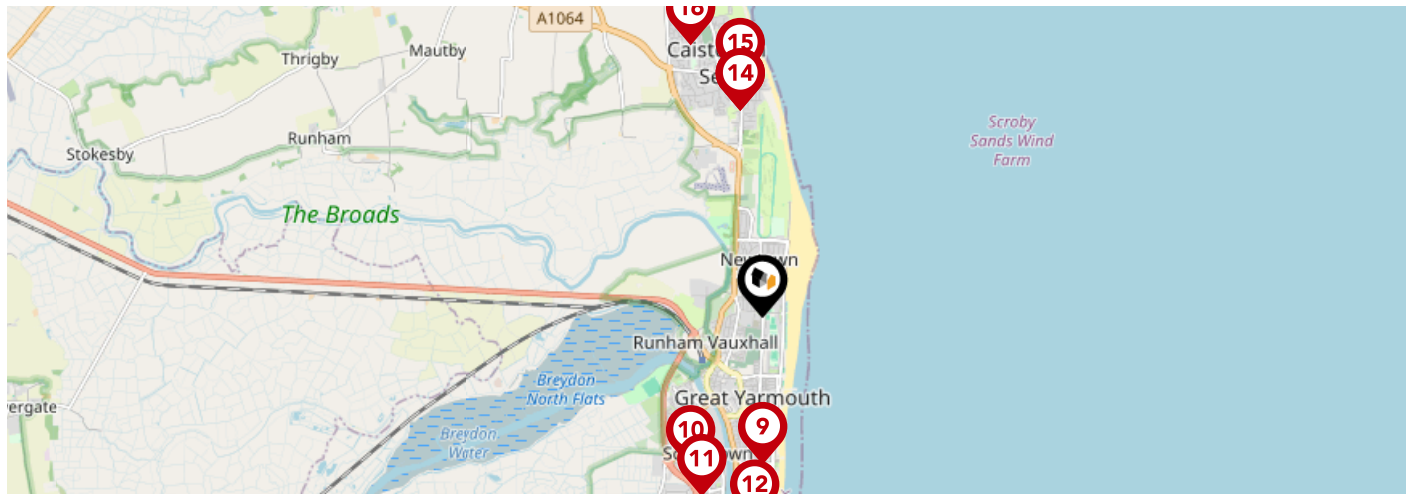 16
A1064
15
Mautby
Thrigby
14
Scroby
Sands Wind
Farm
Runham
Stokesby
The Broads
Runham Vauxhall
Breydon
North Flats
Great Yarmouth
9
10
Breydon
Water
11
12